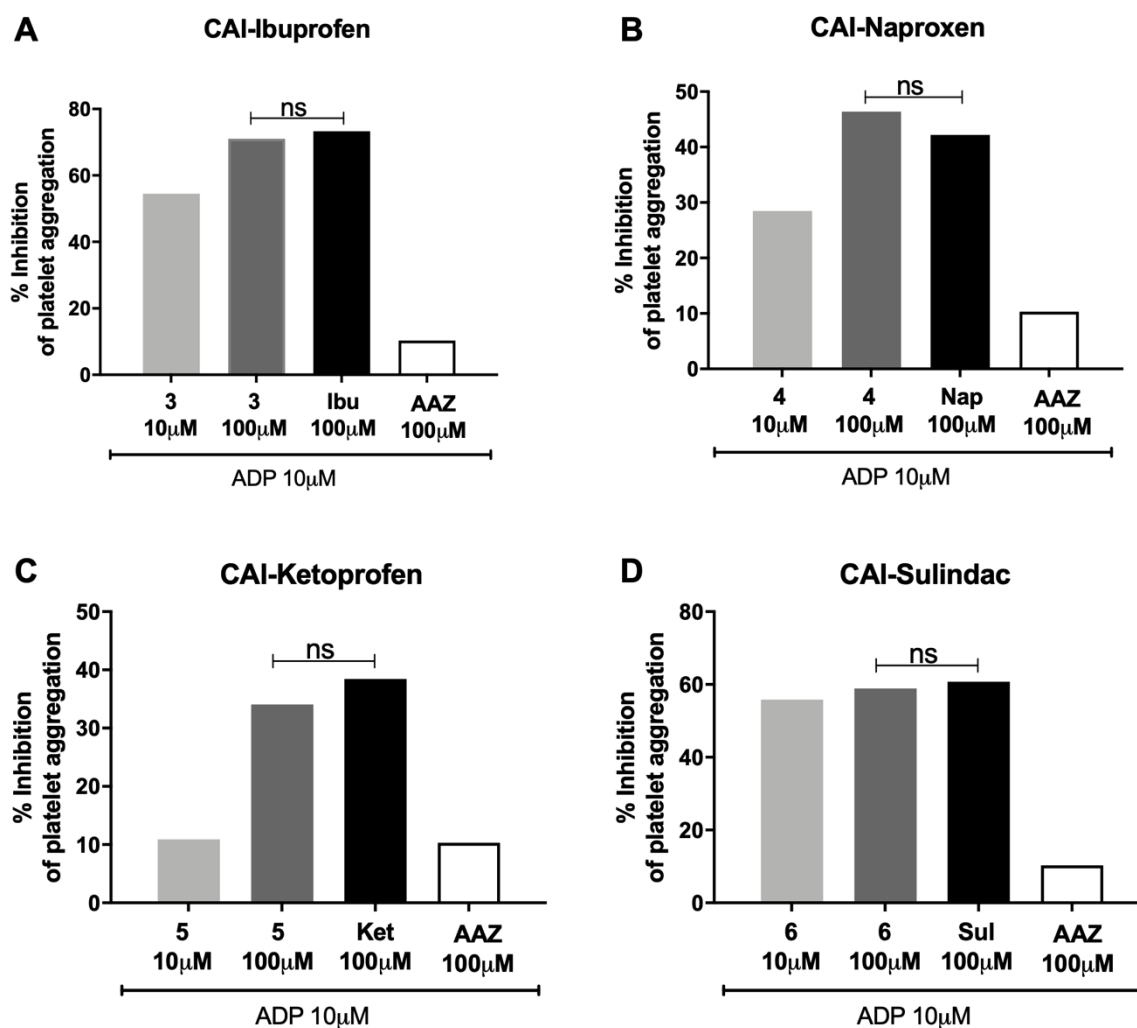 A
CAI-Ibuprofen
% Inhibition
of platelet aggregation
80
60
40
20
0
ns
3 3 Ibu AAZ
10μM 100μM 100μM 100μM
ADP 10μM
B
CAI-Naproxen
% Inhibition
of platelet aggregation
50
40
30
20
10
0
ns
4 4 Nap AAZ
10μM 100μM 100μM 100μM
ADP 10μM
C
CAI-Ketoprofen
% Inhibition
of platelet aggregation
50
40
30
20
10
0
ns
5 5 Ket AAZ
10μM 100μM 100μM 100μM
ADP 10μM
D
CAI-Sulindac
% Inhibition
of platelet aggregation
80
60
40
20
0
ns
6 6 Sul AAZ
10μM 100μM 100μM 100μM
ADP 10μM